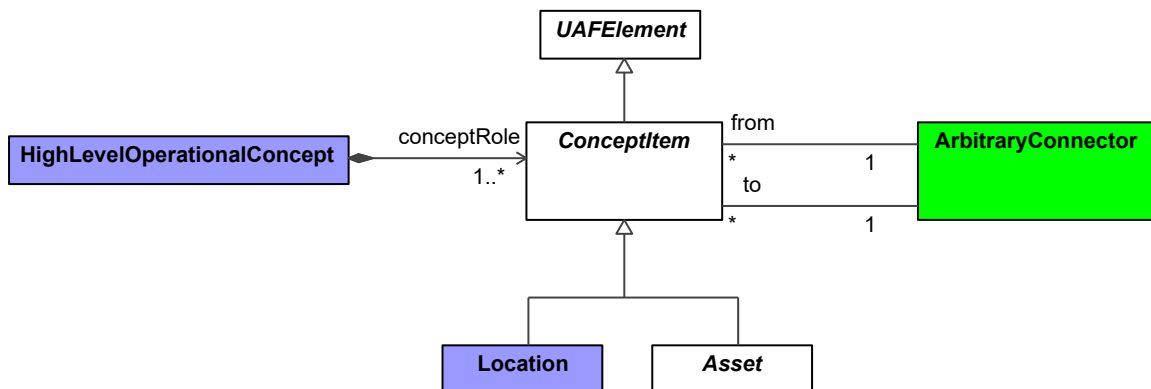 UAFElement
HighLevelOperationalConcept
conceptRole
1..*
ConceptItem
from
*
1
to
*
1
ArbitraryConnector
Location
Asset